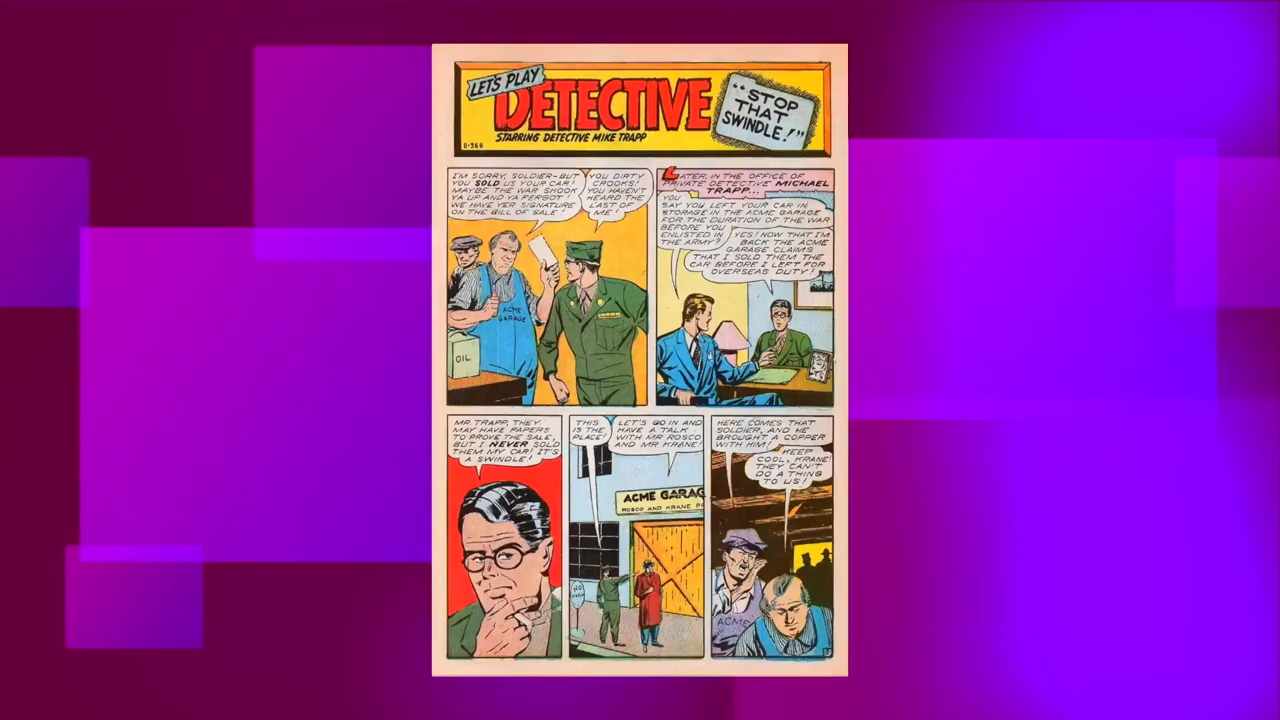 LET'S PLAY
DETECTIVE
STARRING DETECTIVE MIKE TRAPP
"STOP
THAT
SWINDLE!"
I'M SORRY, SOLDIER-BUT
YOU SOLD US YOUR CAR!
MAYBE THE WAR SHOOK
YA UP AND YA FERGOT!
WE HAVE YER SIGNATURE
ON THE BILL OF SALE!
YOU DIRTY
CROOKS!
YOU HAVEN'T
HEARD THE
LAST OF
ME!
ACME
GARAGE
OIL
LATER, IN THE OFFICE OF
PRIVATE DETECTIVE MICHAEL
TRAPP...
YOU
SAY YOU LEFT YOUR CAR IN
STORAGE IN THE ACME GARAGE
FOR THE DURATION OF THE WAR
BEFORE YOU
ENLISTED IN
THE ARMY?
YES! NOW THAT I'M
BACK THE ACME
GARAGE CLAIMS
THAT I SOLD THEM THE
CAR BEFORE I LEFT FOR
OVERSEAS DUTY!
MR. TRAPP, THEY
MAY HAVE PAPERS
TO PROVE THE SALE,
BUT I NEVER SOLD
THEM MY CAR! IT'S
A SWINDLE!
THIS
IS THE
PLACE!
LET'S GO IN AND
HAVE A TALK
WITH MR ROSCO
AND MR KRANE!
ACME GARAG
ROSCO AND KRANE
NO
HERE COMES THAT
SOLDIER, AND HE
BROUGHT A COPPER
WITH HIM!
KEEP
COOL, KRANE!
THEY CAN'T
DO A THING
TO US!
ACME